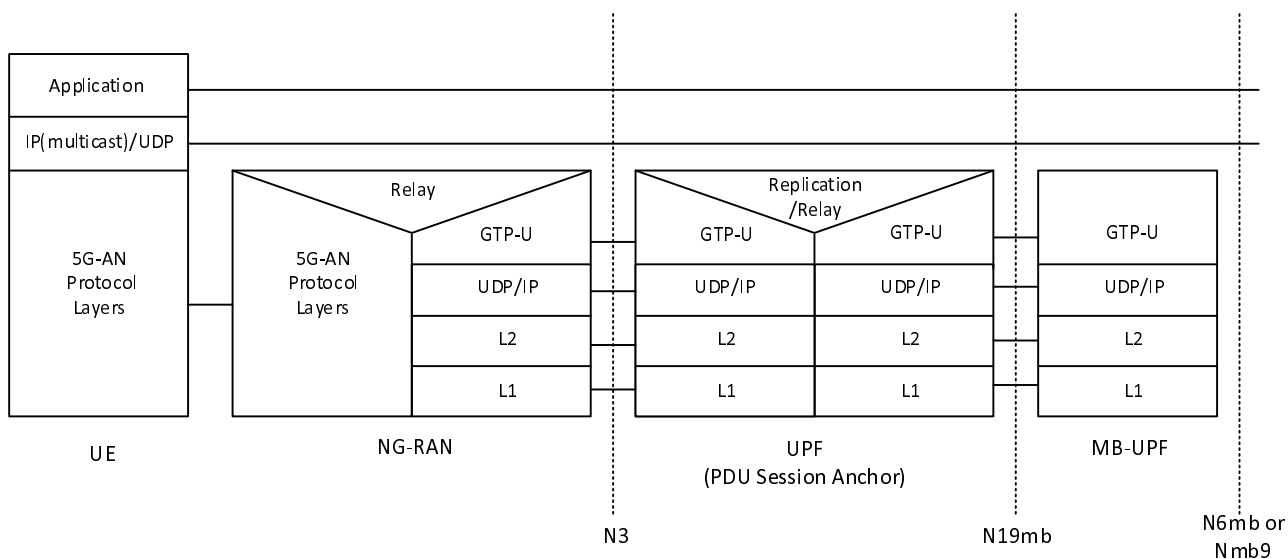 Application
IP(multicast)/UDP
5G-AN
Protocol
Layers
UE
Relay
5G-AN
Protocol
Layers
GTP-U
UDP/IP
L2
L1
NG-RAN
N3
Replication
/Relay
GTP-U
UDP/IP
L2
L1
GTP-U
UDP/IP
L2
L1
UPF
(PDU Session Anchor)
N19mb
GTP-U
UDP/IP
L2
L1
MB-UPF
N6mb or
Nmb9